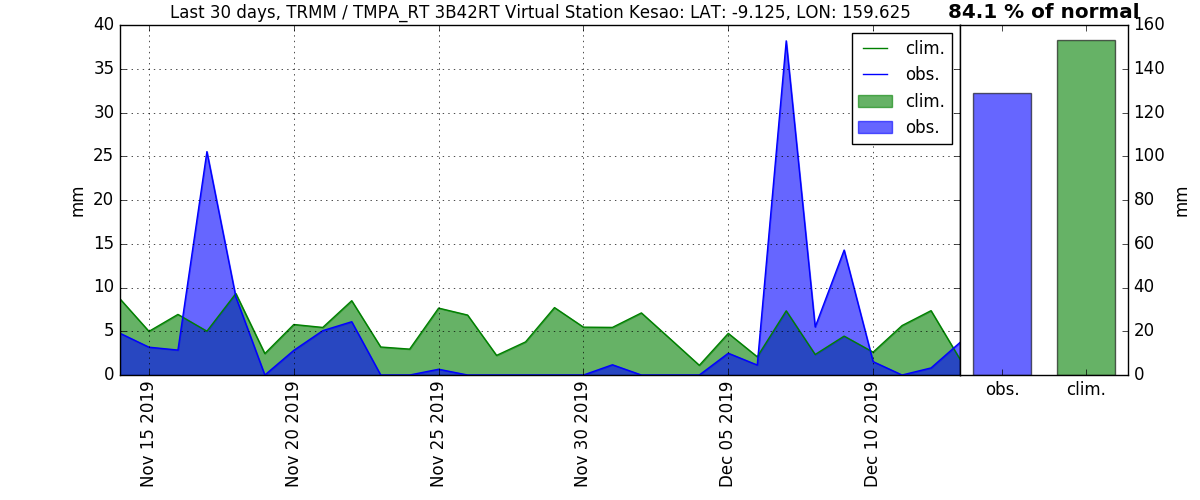 Last 30 days, TRMM / TMPA_RT 3B42RT Virtual Station Kesao: LAT: -9.125, LON: 159.625
84.1 % of normal
40
35
30
25
20
15
10
5
0
mm
clim.
obs.
clim.
obs.
160
140
120
100
80
60
40
20
0
mm
obs.
clim.
Nov 15 2019
Nov 20 2019
Nov 25 2019
Nov 30 2019
Dec 05 2019
Dec 10 2019